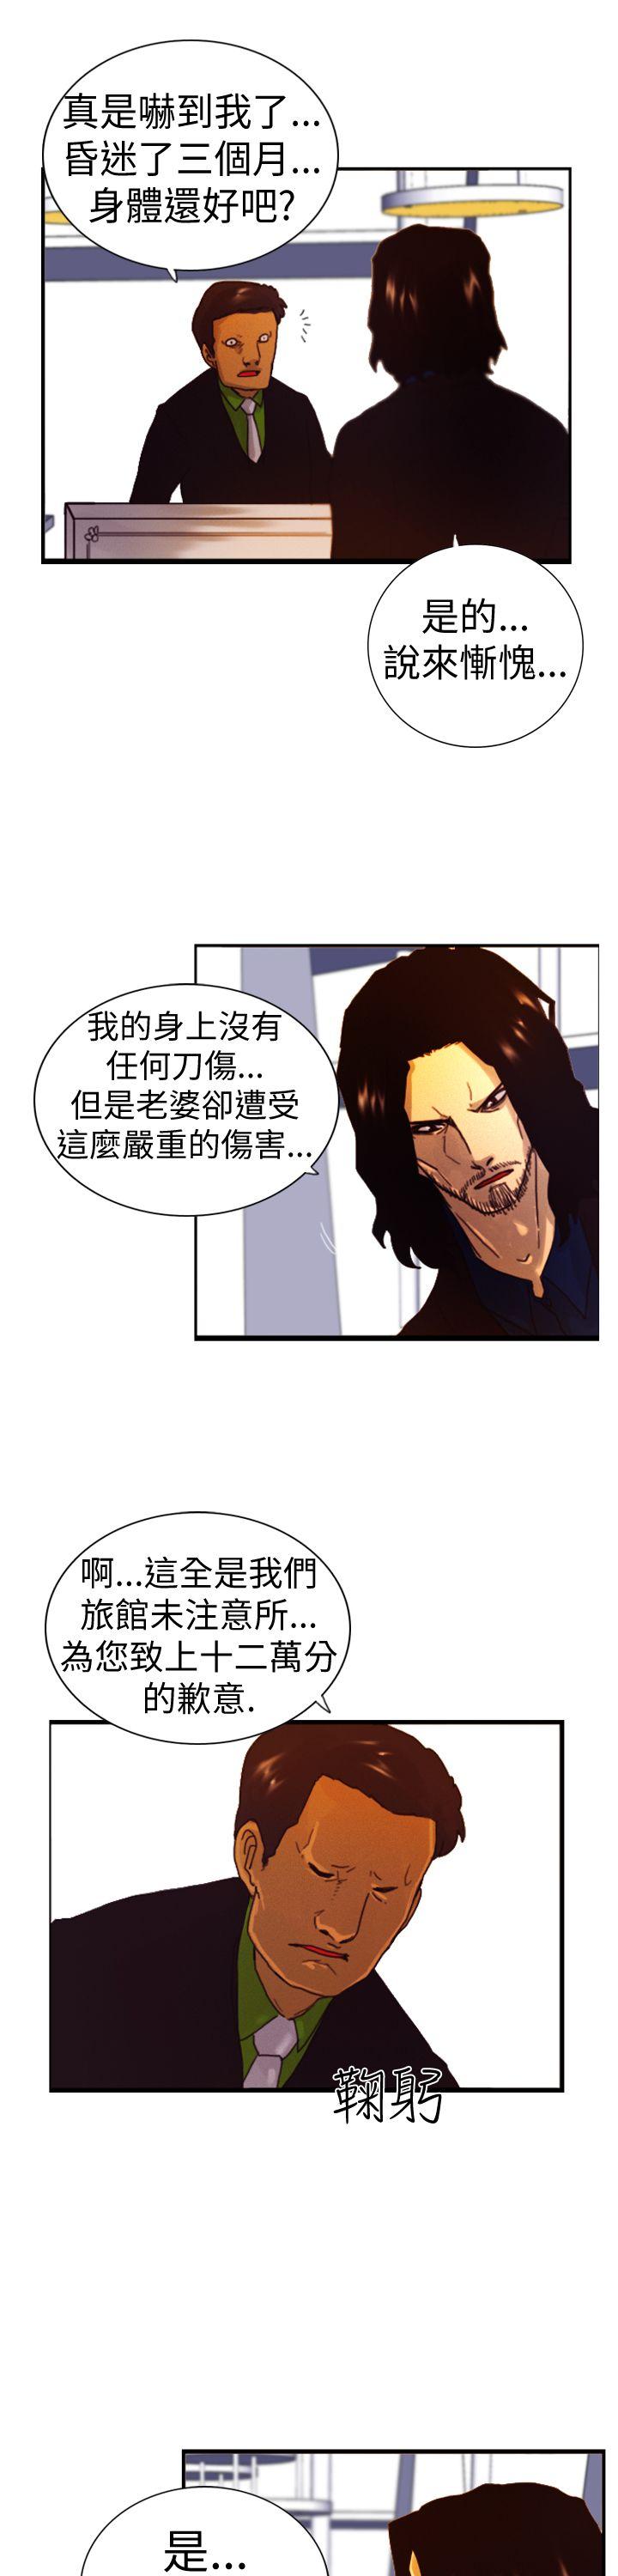 真是嚇到我了...
昏迷了三個月...
身體還好吧?
是的...
說來慚愧...
我的身上沒有
任何刀傷...
但是老婆卻遭受
這麼嚴重的傷害...
啊...這全是我們
旅館未注意所...
為您致上十二萬分
的歉意.
鞠躬
是...